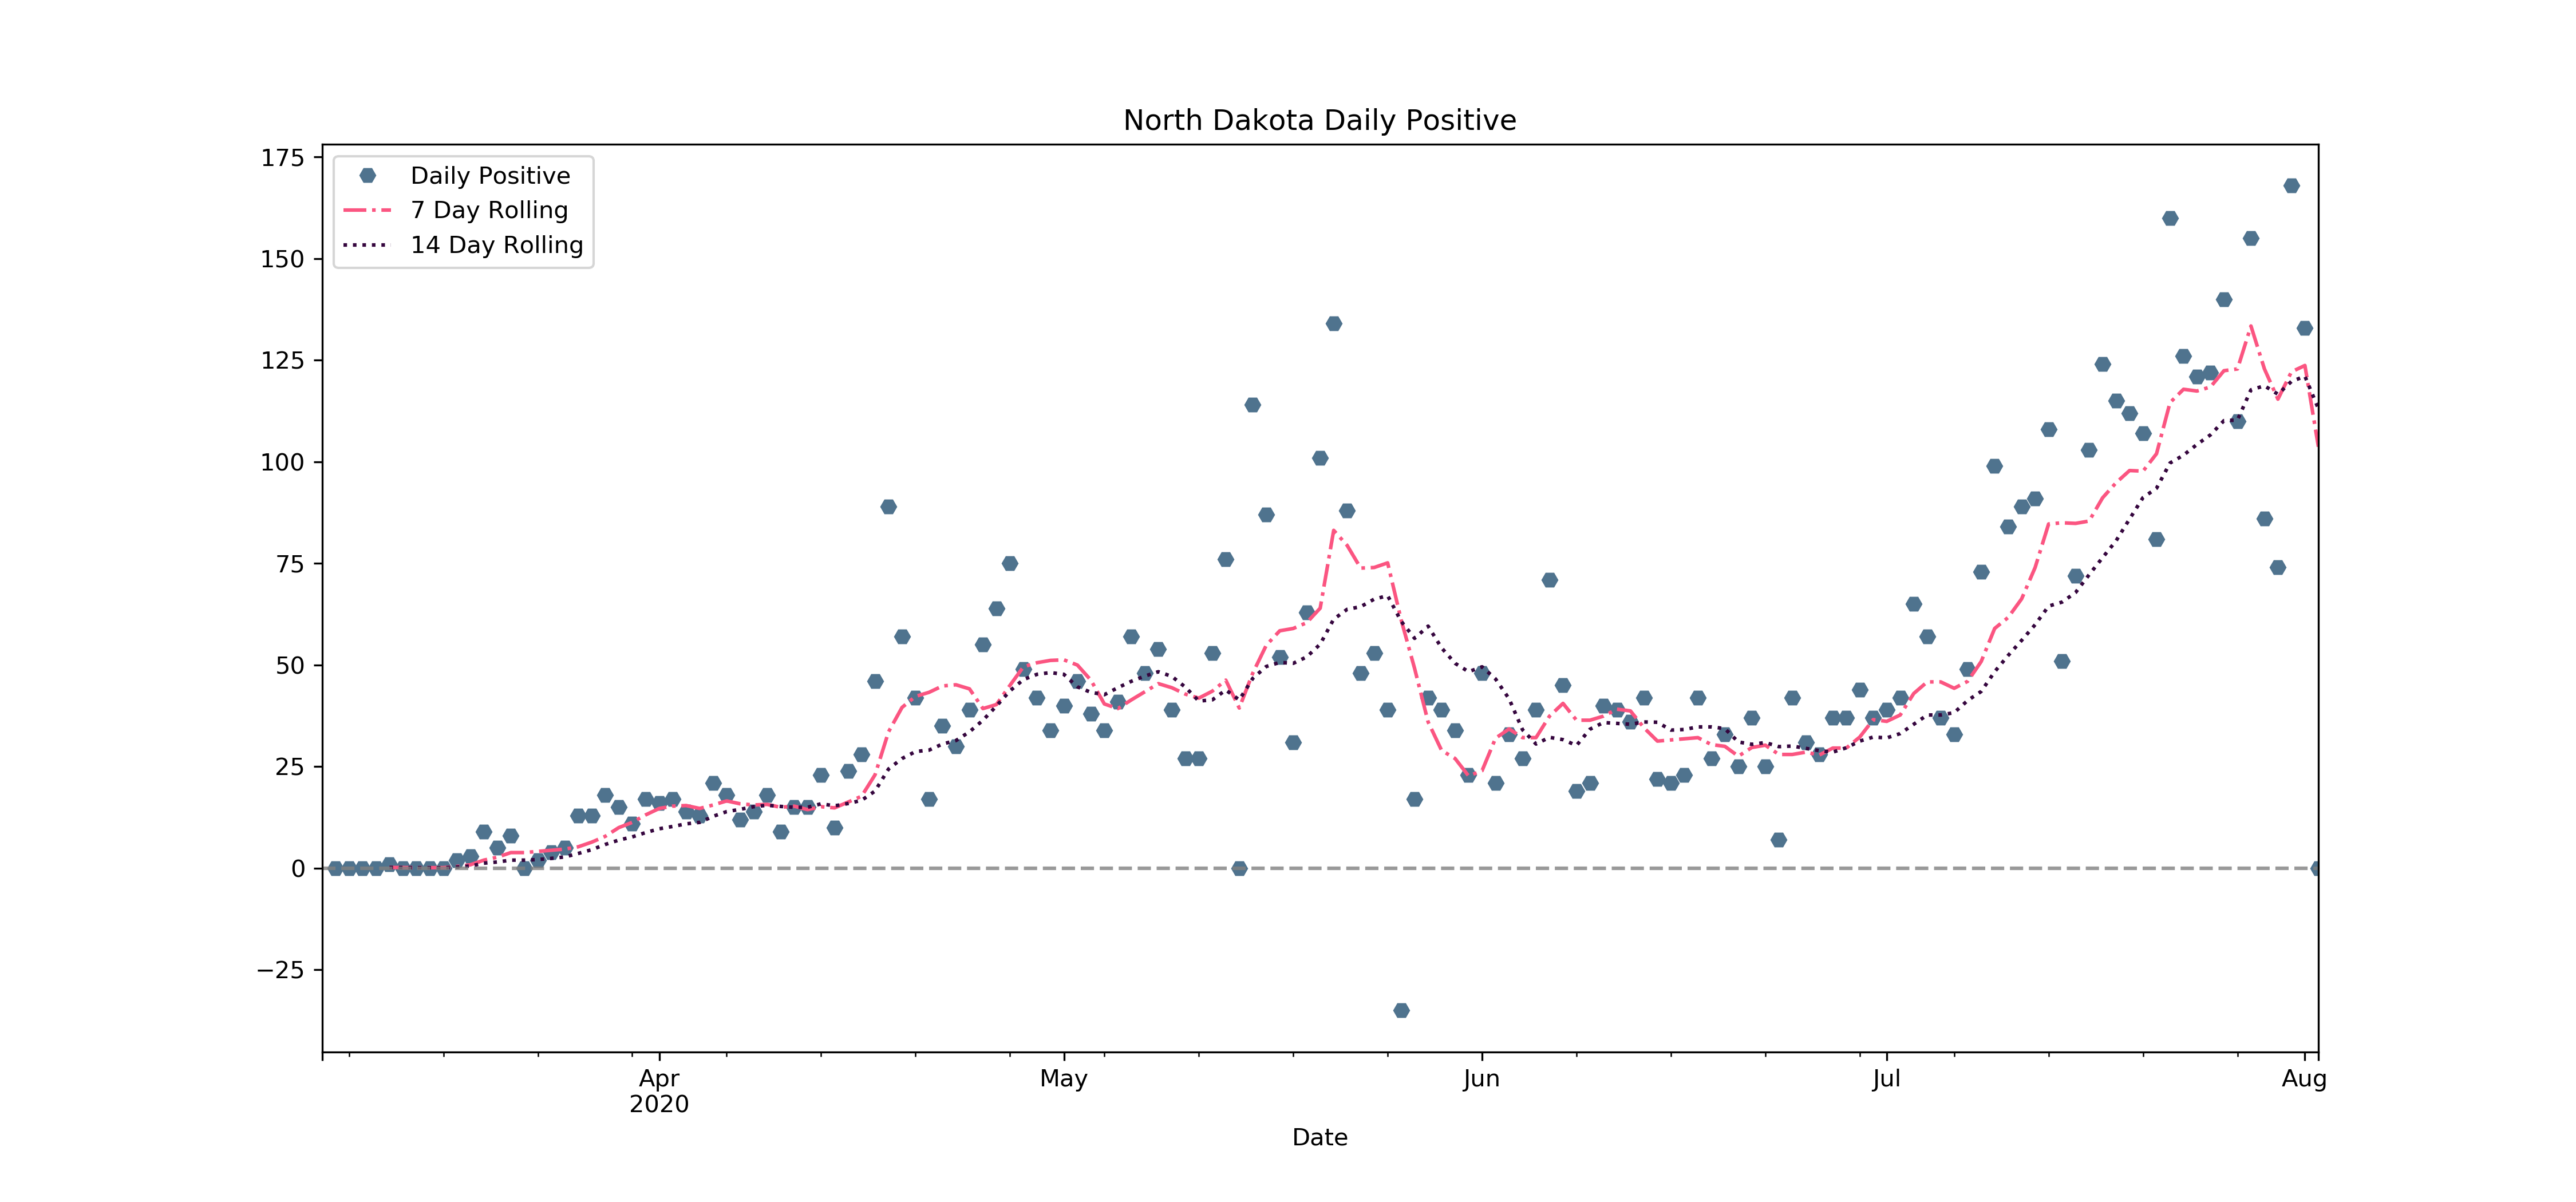 North Dakota Daily Positive
175
150
125
100
75
50
25
0
−25
Daily Positive
7 Day Rolling
14 Day Rolling
Apr May Jun Jul Aug
2020
Date